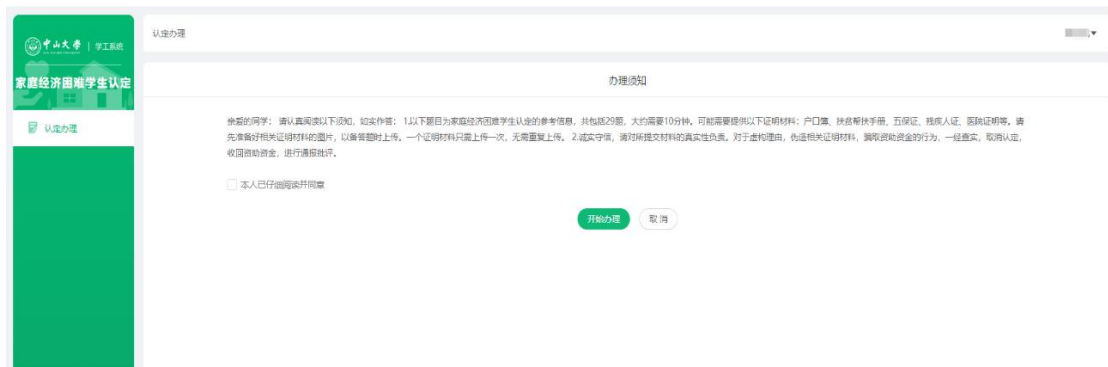 中山大学 | 学工系统
家庭经济困难学生认定
认定办理
认定办理
办理须知
亲爱的同学： 请认真阅读以下须知，如实作答： 1.以下题目为家庭经济困难学生认定的参考信息，共包括29题，大约需要10分钟。可能需要提供以下证明材料：户口簿、扶贫帮扶手册、五保证、残疾人证、医院证明等。请
先准备好相关证明材料的图片，以备答题时上传。一个证明材料只需上传一次，无需重复上传。 2.诚实守信，请对所提交材料的真实性负责。对于虚构理由，伪造相关证明材料，骗取资助资金的行为，一经查实，取消认定，
收回资助资金，进行通报批评。
本人已仔细阅读并同意
开始办理
取消